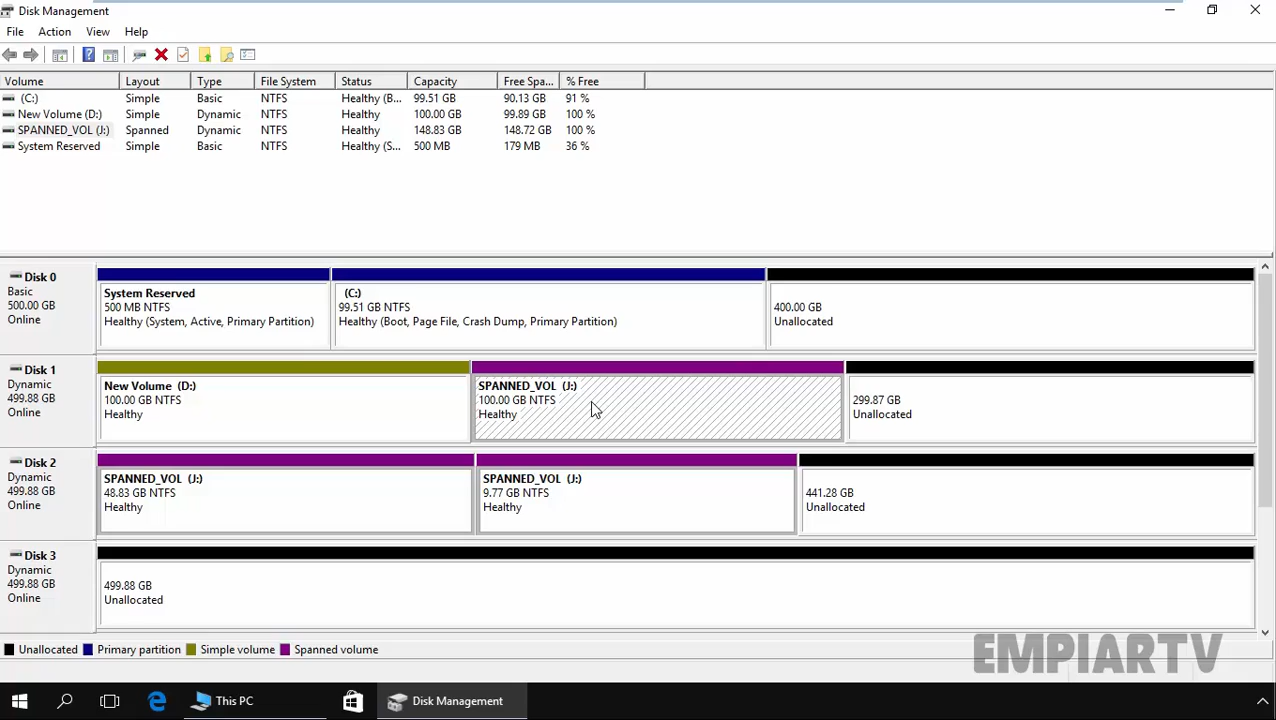 Disk Management
File Action View Help
Volume Layout Type File System Status Capacity Free Spa... % Free
(C:) Simple Basic NTFS Healthy (B... 99.51 GB 90.13 GB 91 %
New Volume (D:) Simple Dynamic NTFS Healthy 100.00 GB 99.89 GB 100 %
SPANNED_VOL (J:) Spanned Dynamic NTFS Healthy 148.83 GB 148.72 GB 100 %
System Reserved Simple Basic NTFS Healthy (S... 500 MB 179 MB 36 %
Disk 0
Basic
500.00 GB
Online
System Reserved
500 MB NTFS
Healthy (System, Active, Primary Partition)
(C:)
99.51 GB NTFS
Healthy (Boot, Page File, Crash Dump, Primary Partition)
400.00 GB
Unallocated
Disk 1
Dynamic
499.88 GB
Online
New Volume (D:)
100.00 GB NTFS
Healthy
SPANNED_VOL (J:)
100.00 GB NTFS
Healthy
299.87 GB
Unallocated
Disk 2
Dynamic
499.88 GB
Online
SPANNED_VOL (J:)
48.83 GB NTFS
Healthy
SPANNED_VOL (J:)
9.77 GB NTFS
Healthy
441.28 GB
Unallocated
Disk 3
Dynamic
499.88 GB
Online
499.88 GB
Unallocated
Unallocated Primary partition Simple volume Spanned volume
EMPIARTV
This PC Disk Management